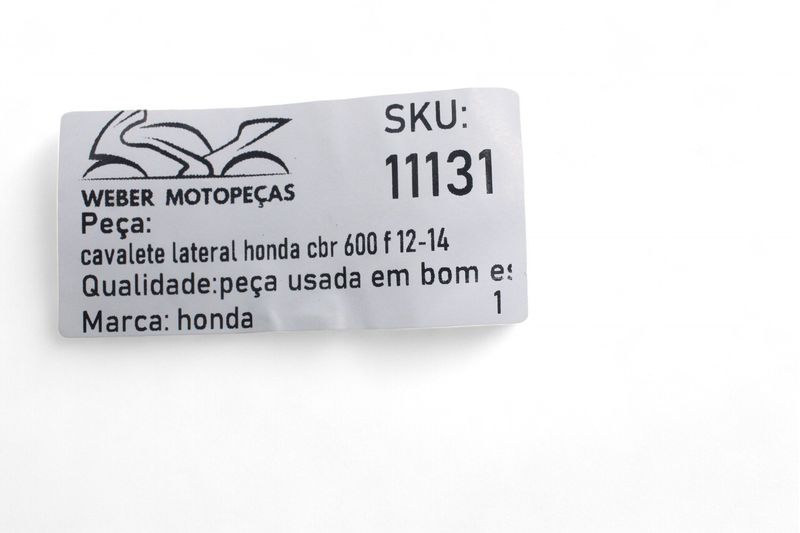 WEBER MOTOPEÇAS
SKU:
11131
Peça:
cavalete lateral honda cbr 600 f 12-14
Qualidade:peça usada em bom
Marca: honda
1